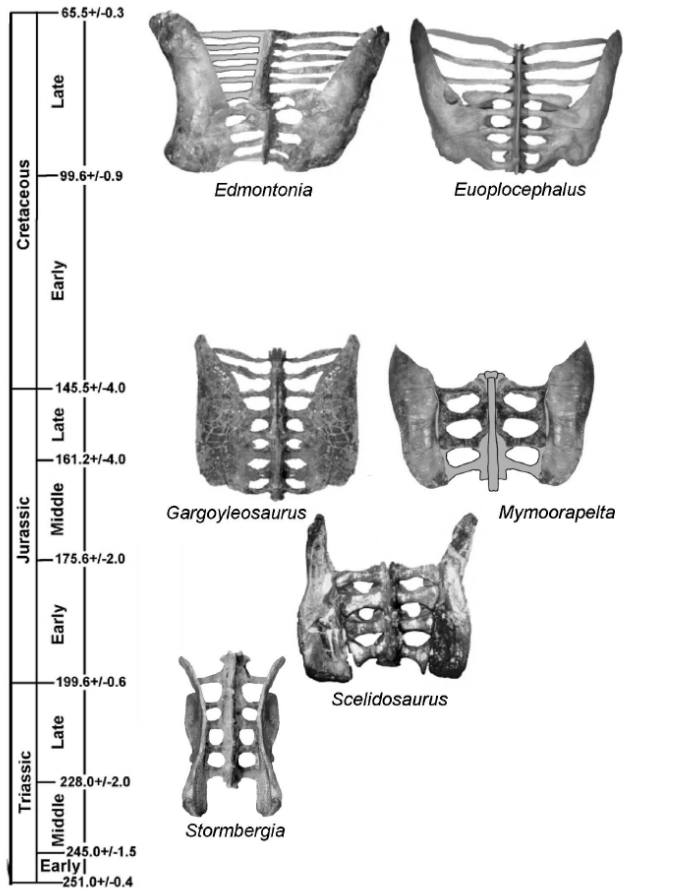 65.5+/-0.3
Late
99.6+/-0.9
Cretaceous
Edmontonia
Euoplocephalus
Early
145.5+/-4.0
Late
161.2+/-4.0
Gargoyleosaurus
Mymoorapelta
Middle
Jurassic
175.6+/-2.0
Early
199.6+/-0.6
Scelidosaurus
Late
228.0+/-2.0
Triassic
Middle
Stormbergia
245.0+/-1.5
Early
251.0+/-0.4